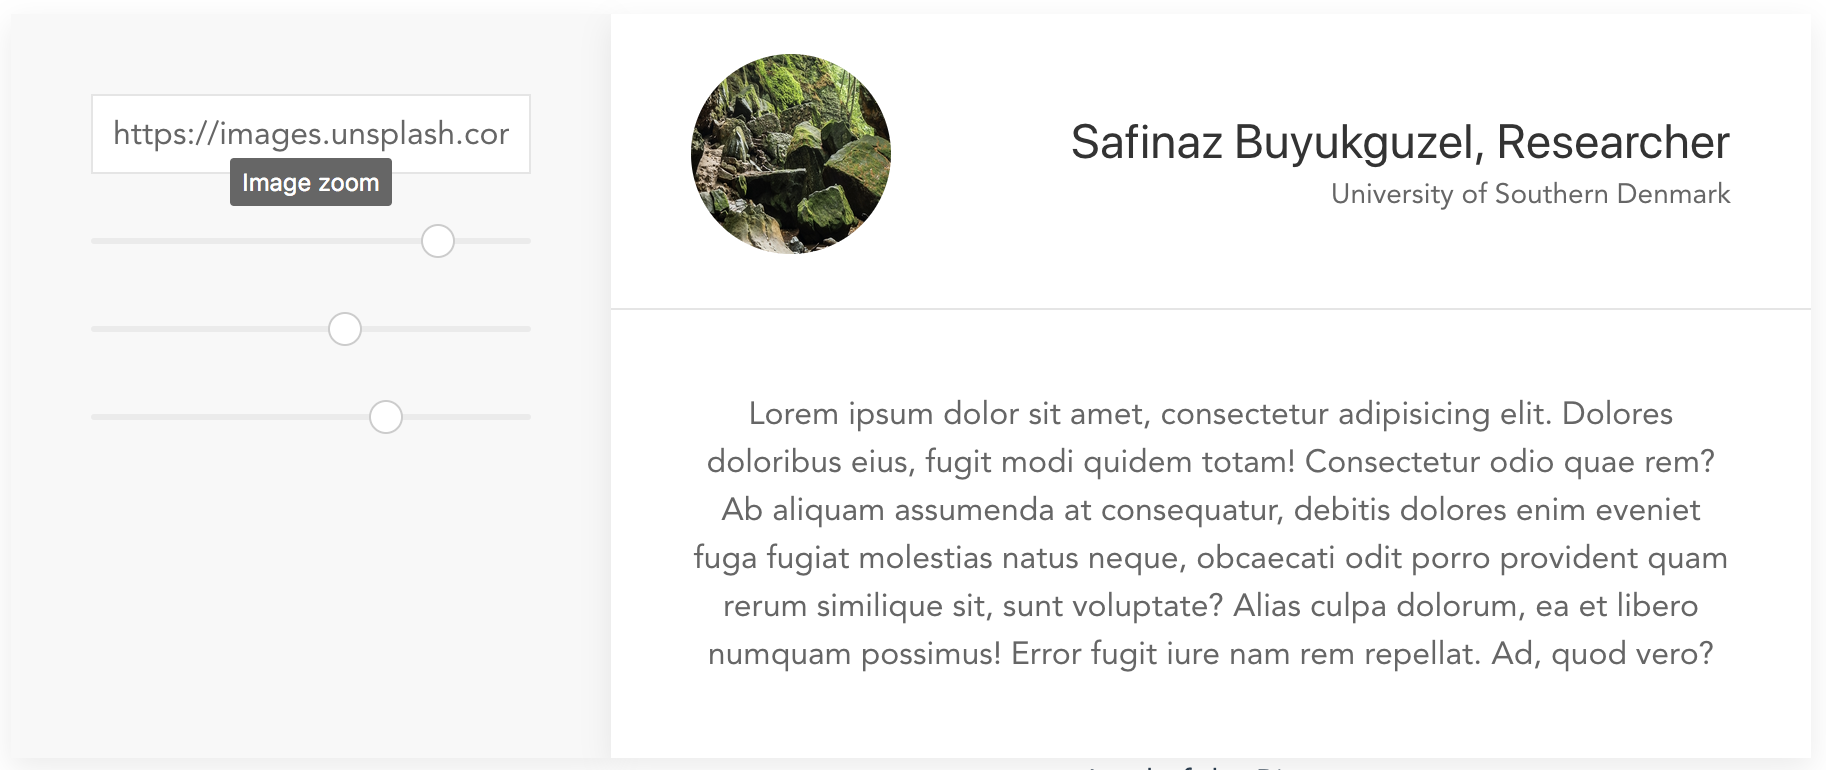 https://images.unsplash.cor
Image zoom
Safinaz Buyukguzel, Researcher
University of Southern Denmark
Lorem ipsum dolor sit amet, consectetur adipisicing elit. Dolores
doloribus eius, fugit modi quidem totam! Consectetur odio quae rem?
Ab aliquam assumenda at consequatur, debitis dolores enim eveniet
fuga fugiat molestias natus neque, obcaecati odit porro provident quam
rerum similique sit, sunt voluptate? Alias culpa dolorum, ea et libero
numquam possimus! Error fugit iure nam rem repellat. Ad, quod vero?